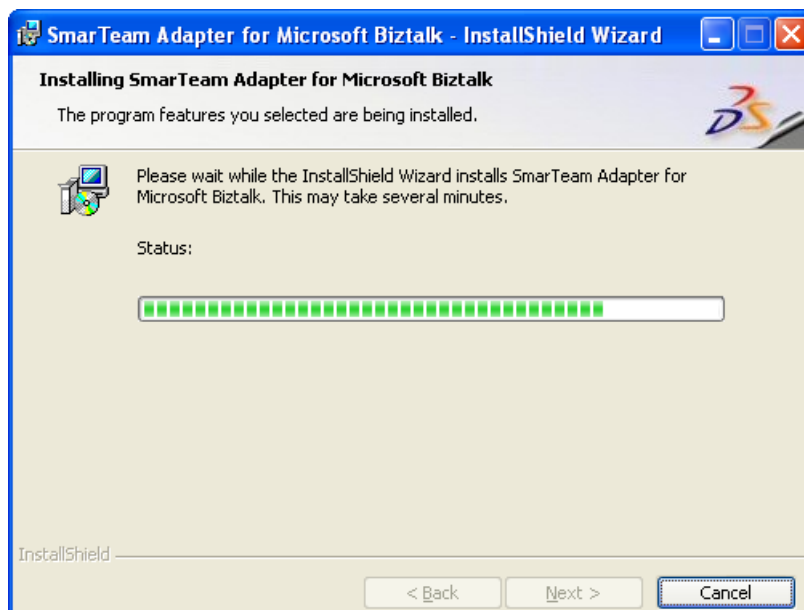 SmarTeam Adapter for Microsoft Biztalk - InstallShield Wizard
Installing SmarTeam Adapter for Microsoft Biztalk
The program features you selected are being installed.
Please wait while the InstallShield Wizard installs SmarTeam Adapter for
Microsoft Biztalk. This may take several minutes.
Status:
InstallShield
< Back Next > Cancel